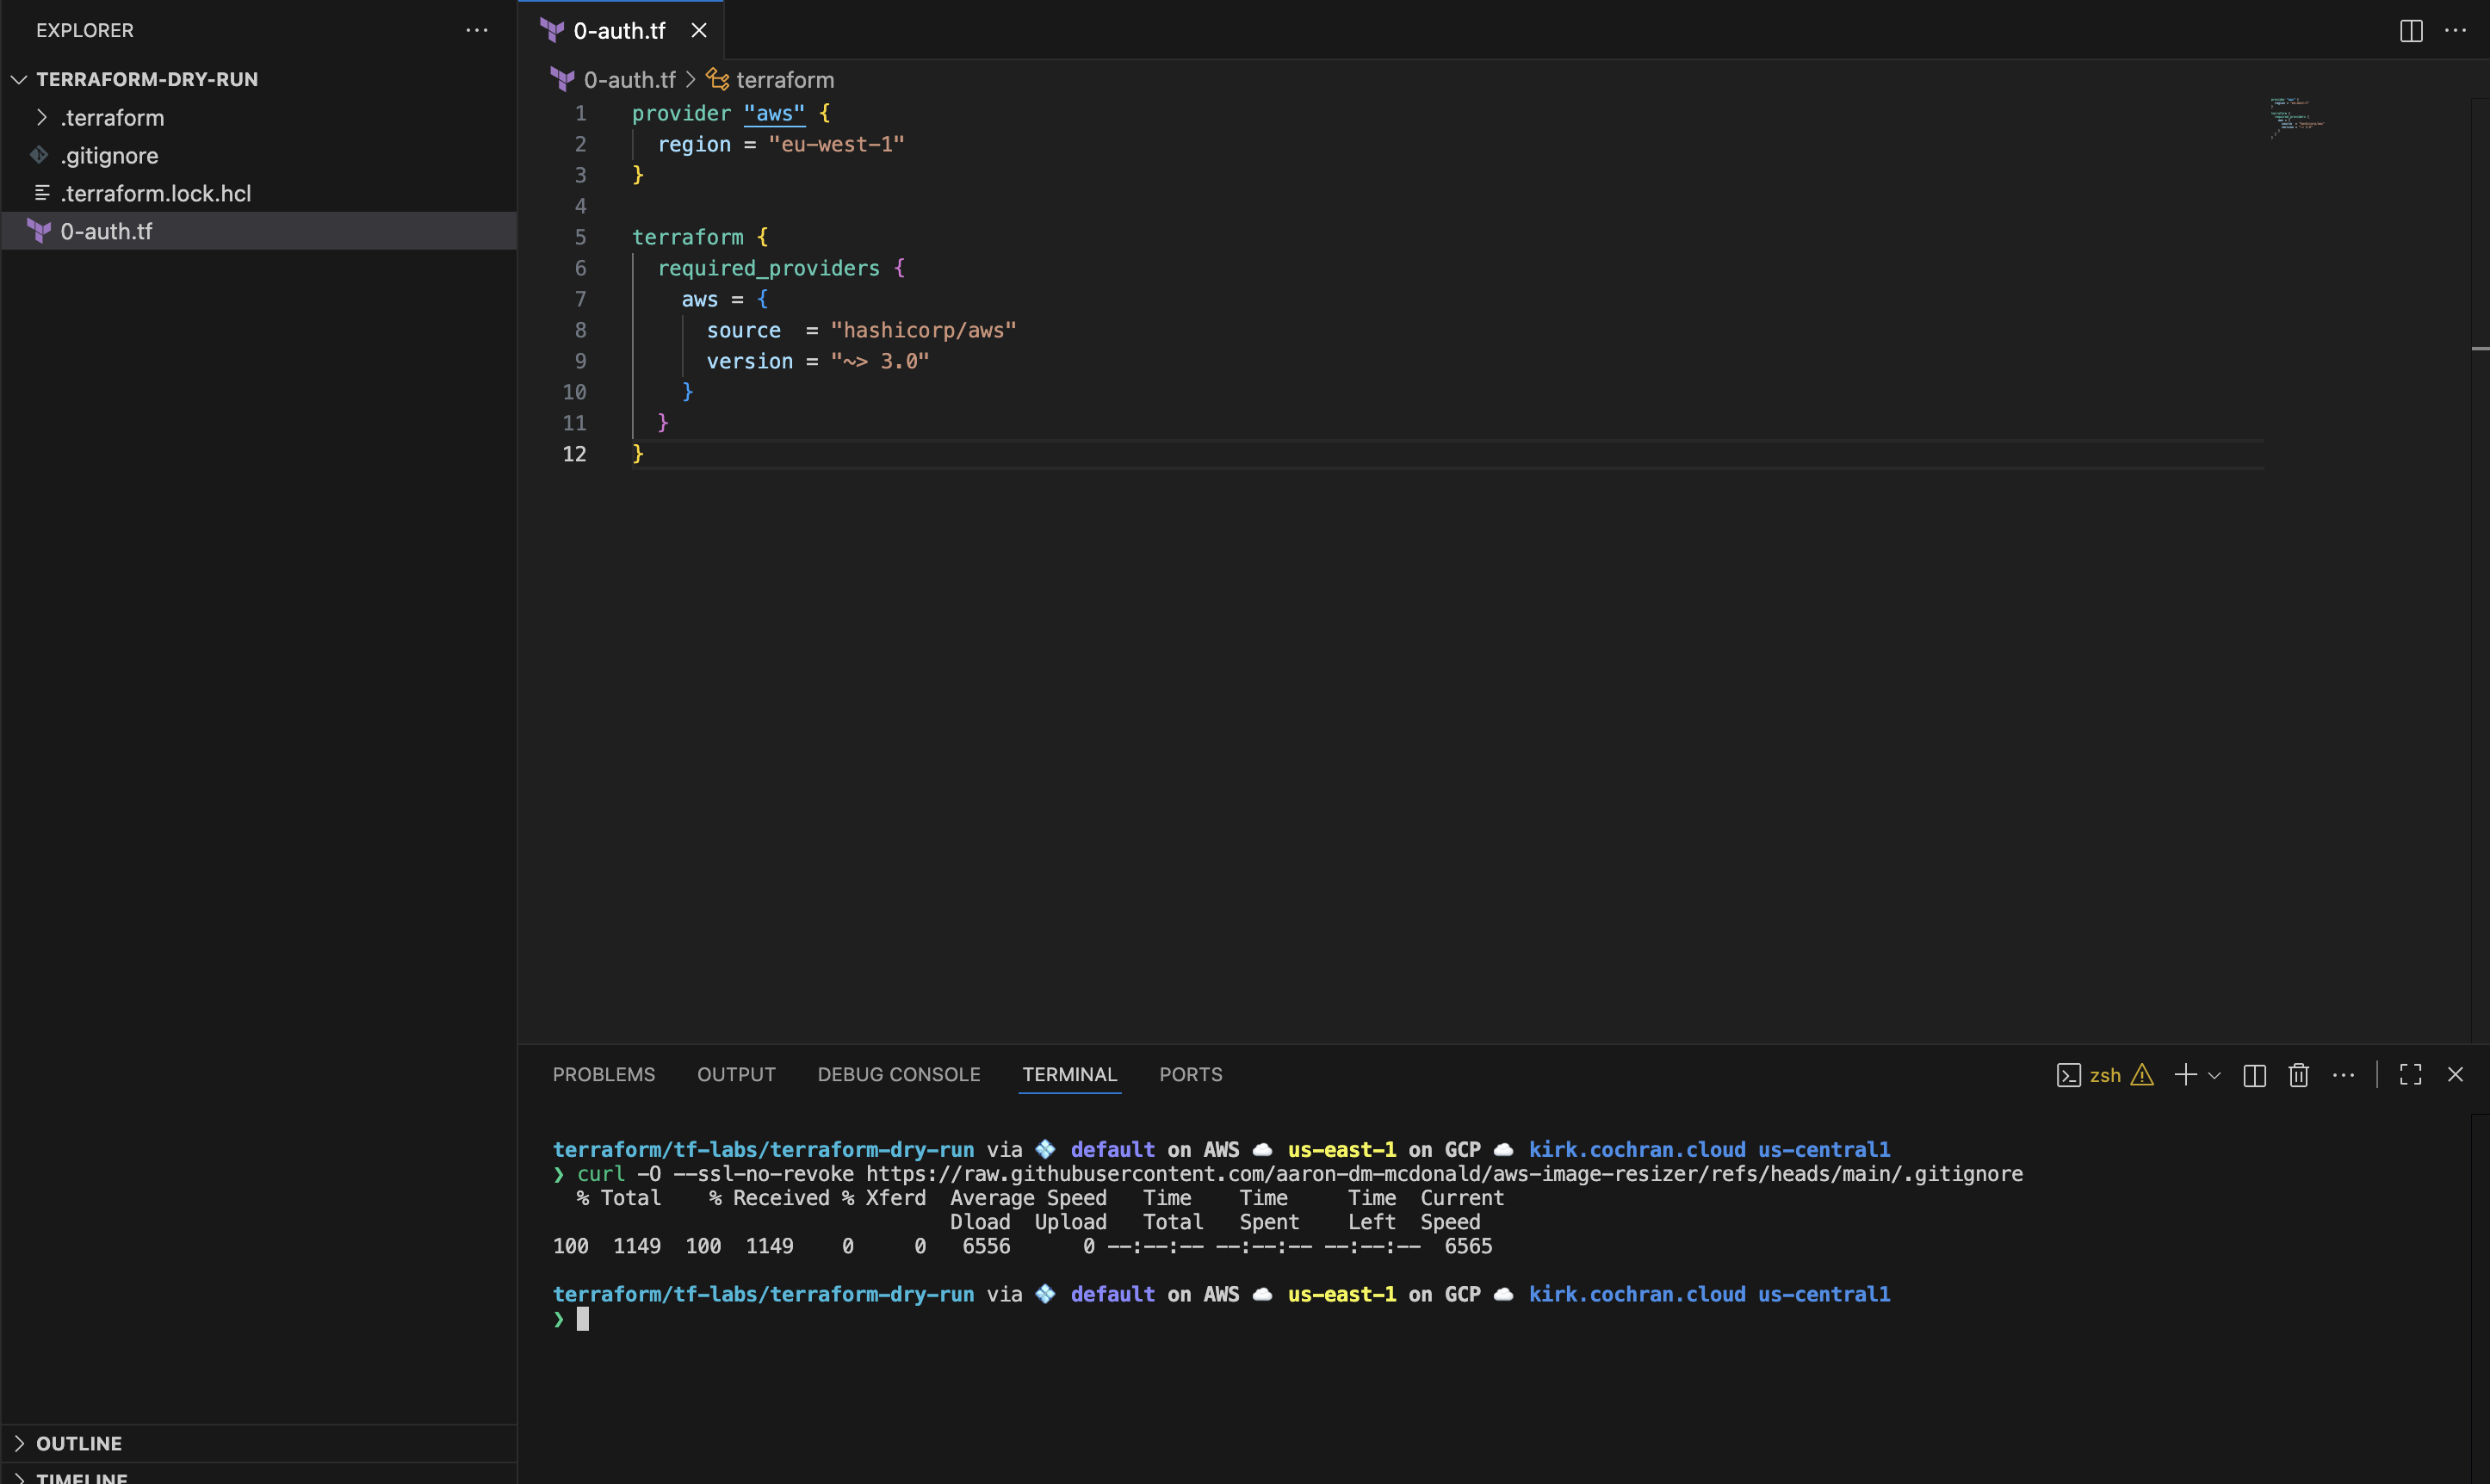 EXPLORER
TERRAFORM-DRY-RUN
.terraform
.gitignore
.terraform.lock.hcl
0-auth.tf
OUTLINE
TIMELINE
0-auth.tf
0-auth.tf > terraform
1 provider "aws" {
2   region = "eu-west-1"
3 }
4
5 terraform {
6   required_providers {
7     aws = {
8       source  = "hashicorp/aws"
9       version = "~> 3.0"
10     }
11   }
12 }
PROBLEMS OUTPUT DEBUG CONSOLE TERMINAL PORTS zsh
terraform/tf-labs/terraform-dry-run via 💠 default on AWS ☁️ us-east-1 on GCP ☁️ kirk.cochran.cloud us-central1
❯ curl -O --ssl-no-revoke https://raw.githubusercontent.com/aaron-dm-mcdonald/aws-image-resizer/refs/heads/main/.gitignore
  % Total    % Received % Xferd  Average Speed   Time    Time     Time  Current
                                 Dload  Upload   Total   Spent    Left  Speed
100  1149  100  1149    0     0   6556      0 --:--:-- --:--:-- --:--:--  6565
terraform/tf-labs/terraform-dry-run via 💠 default on AWS ☁️ us-east-1 on GCP ☁️ kirk.cochran.cloud us-central1
❯